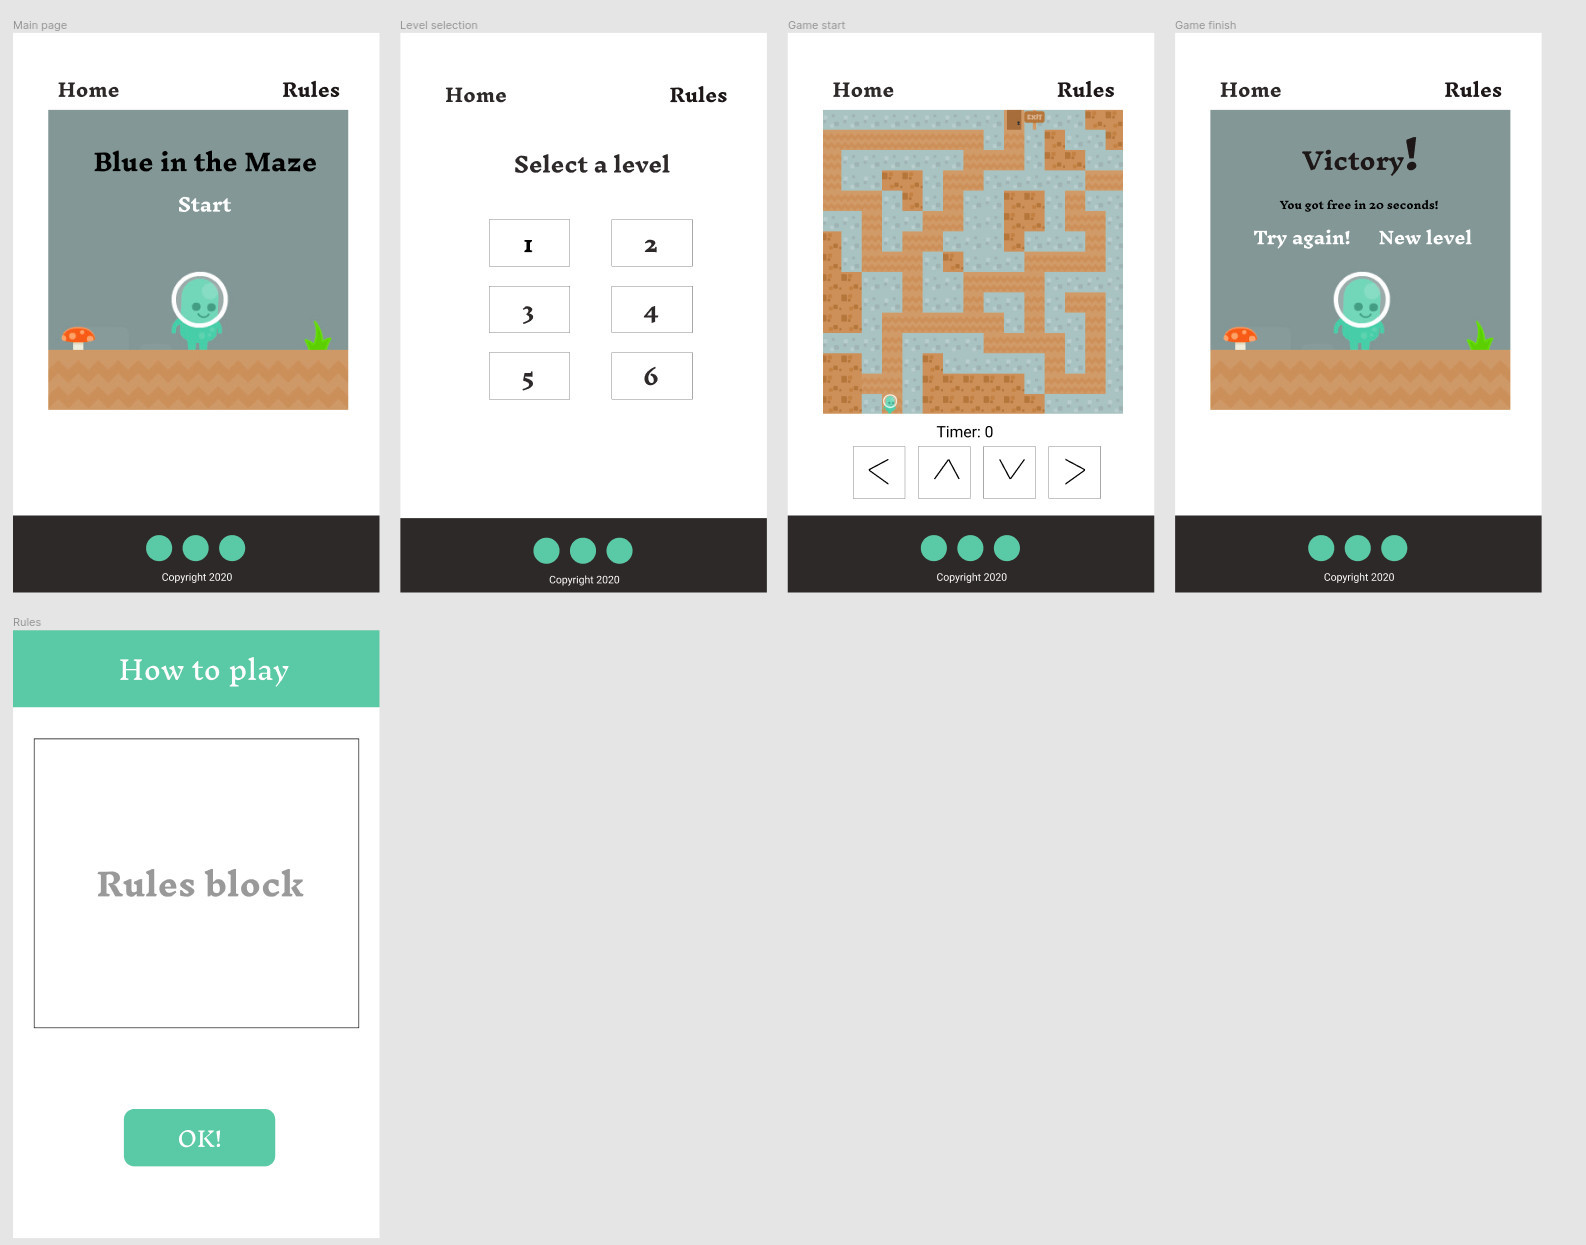 Main page
Home Rules
Blue in the Maze
Start
Copyright 2020
Level selection
Home Rules
Select a level
1 2
3 4
5 6
Copyright 2020
Game start
Home Rules
EXIT
Timer: 0
Copyright 2020
Game finish
Home Rules
Victory!
You got free in 20 seconds!
Try again! New level
Copyright 2020
Rules
How to play
Rules block
OK!